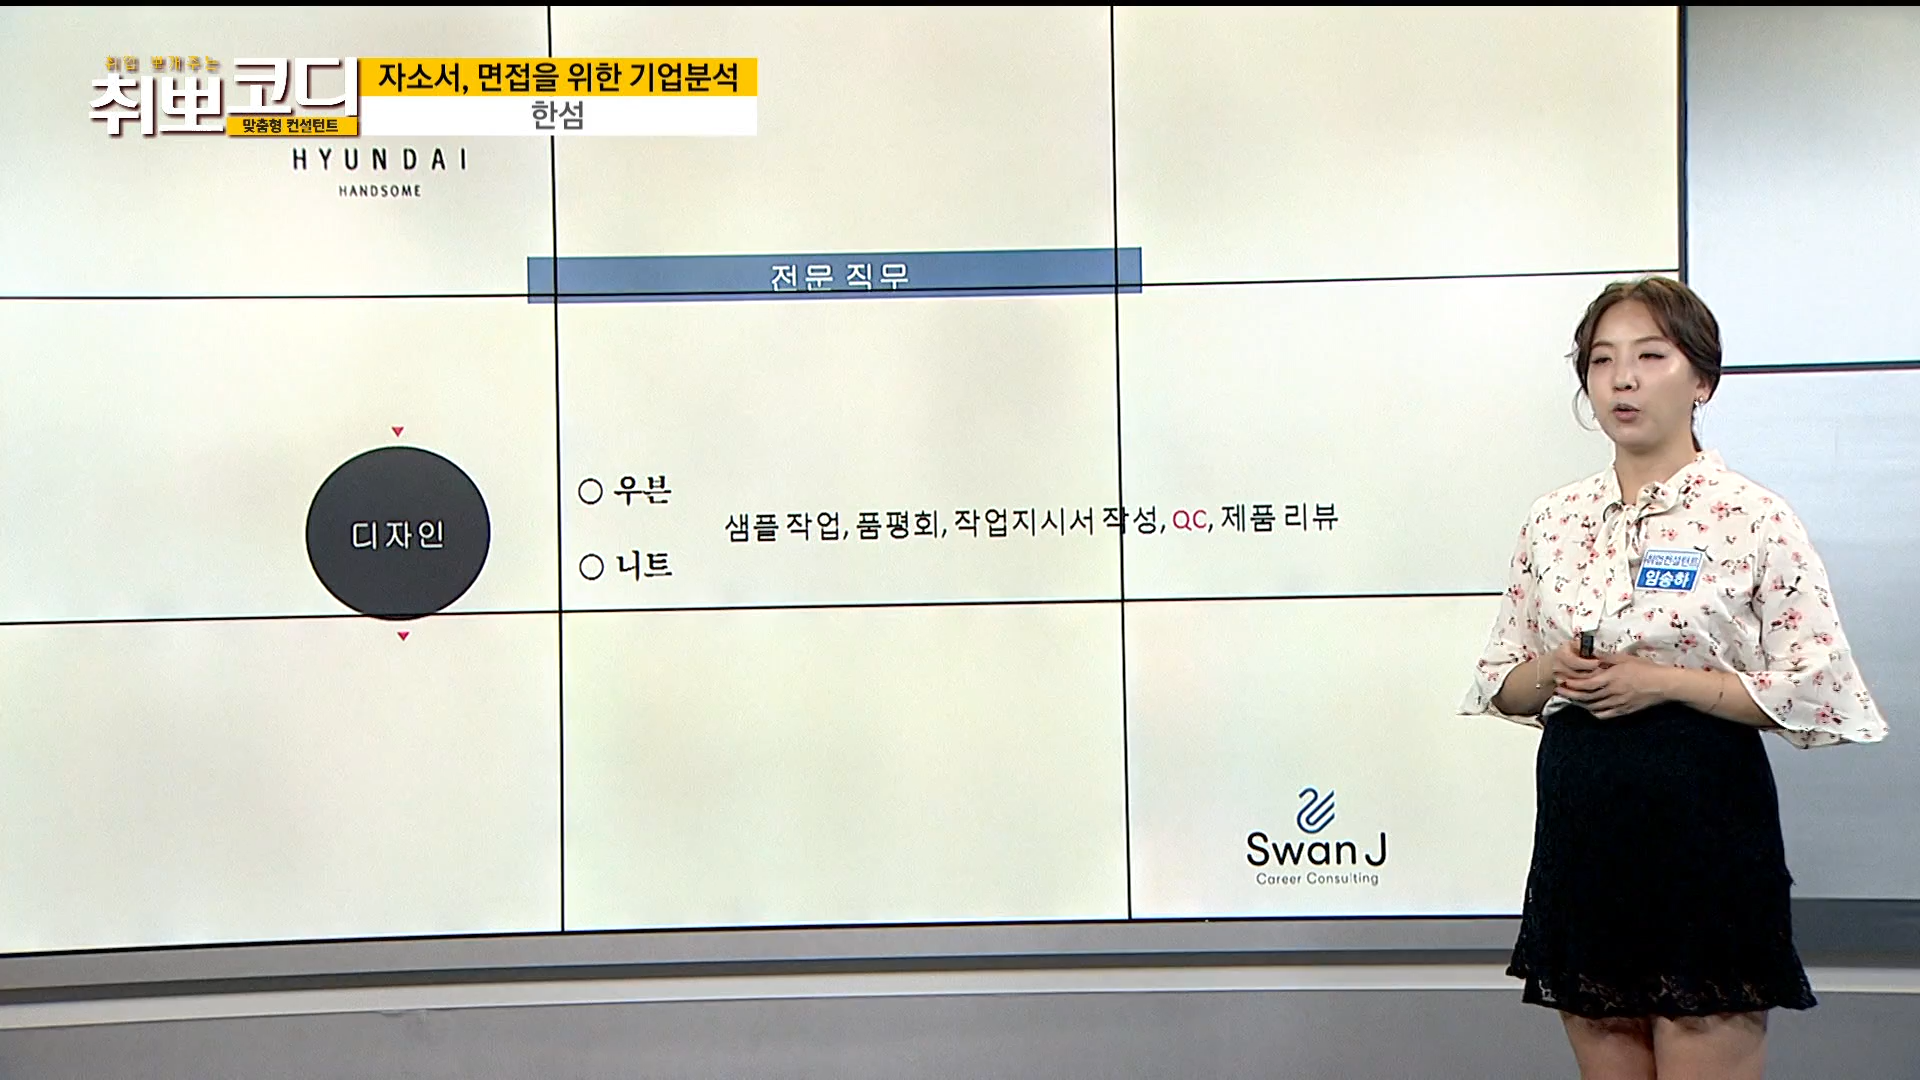 취업 뽀개주는
취뽀코디
맞춤형 컨설턴트
자소서, 면접을 위한 기업분석
한섬
HYUNDAI
HANDSOME
전문 직무
디자인
우븐
니트
샘플 작업, 품평회, 작업지시서 작성, QC, 제품 리뷰
취업컨설턴트
임승하
Swan J
Career Consulting